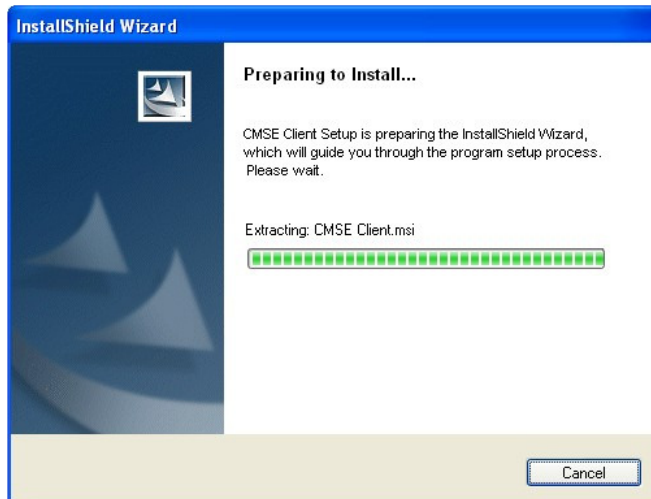 InstallShield Wizard
Preparing to Install...
CMSE Client Setup is preparing the InstallShield Wizard,
which will guide you through the program setup process.
Please wait.
Extracting: CMSE Client.msi
Cancel